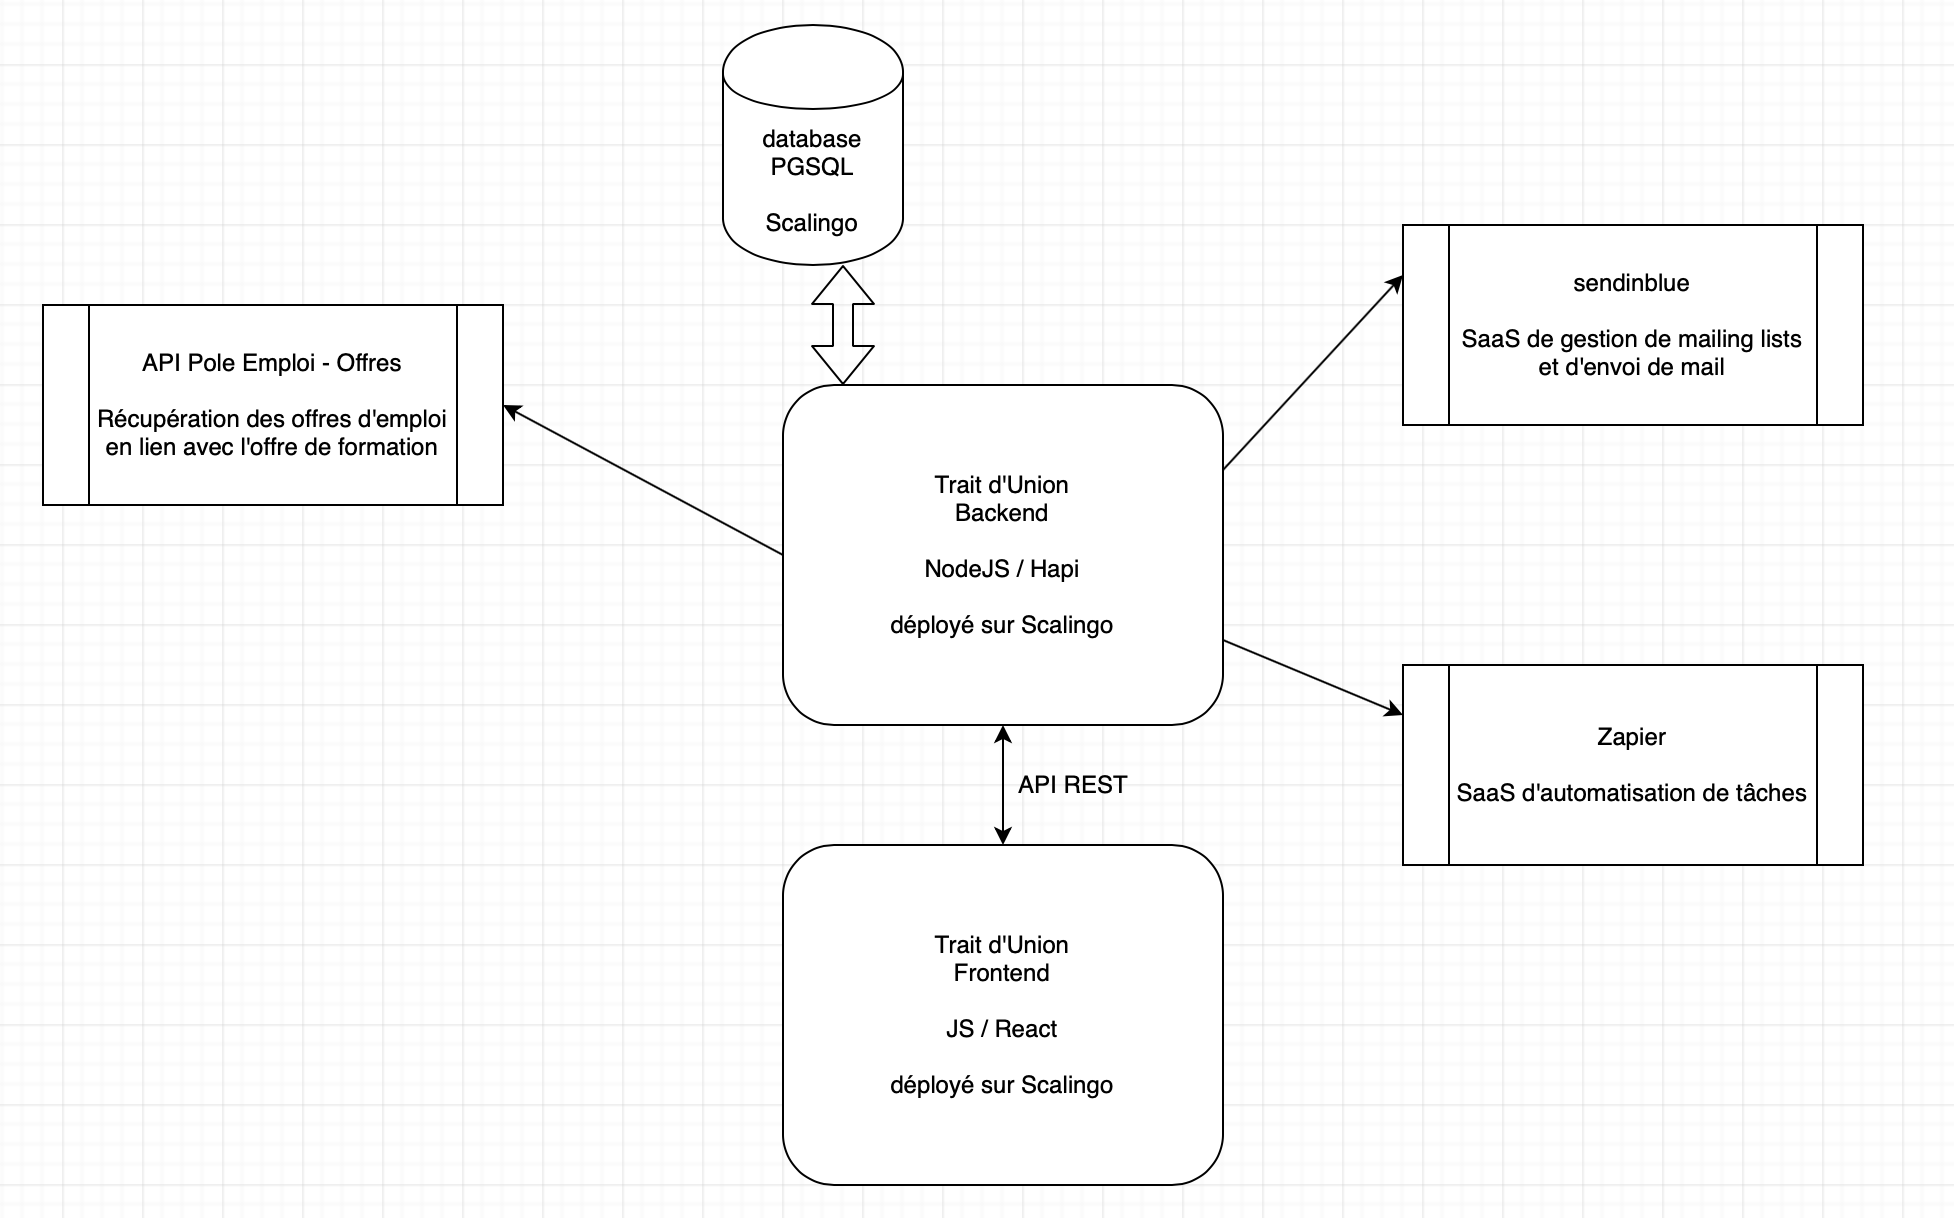 database
PGSQL
Scalingo
API Pole Emploi - Offres
Récupération des offres d'emploi
en lien avec l'offre de formation
sendinblue
SaaS de gestion de mailing lists
et d'envoi de mail
Trait d'Union
Backend
NodeJS / Hapi
déployé sur Scalingo
Zapier
SaaS d'automatisation de tâches
API REST
Trait d'Union
Frontend
JS / React
déployé sur Scalingo